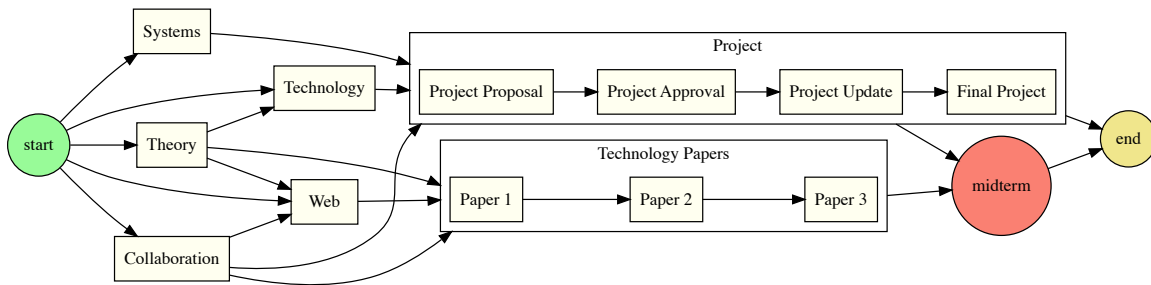 start
Systems
Technology
Theory
Web
Collaboration
Project
Project Proposal
Project Approval
Project Update
Final Project
Technology Papers
Paper 1
Paper 2
Paper 3
midterm
end